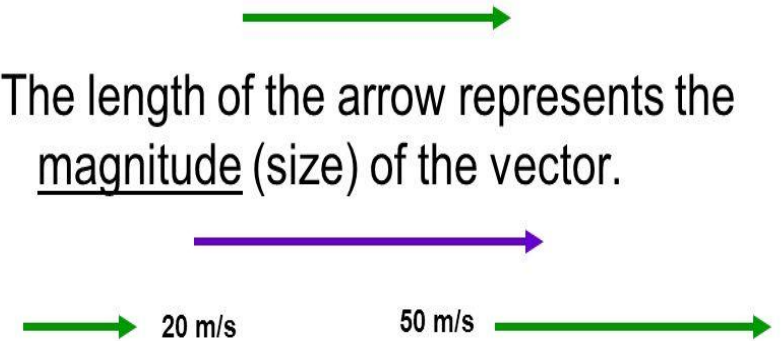 The length of the arrow represents the
magnitude (size) of the vector.
20 m/s 50 m/s